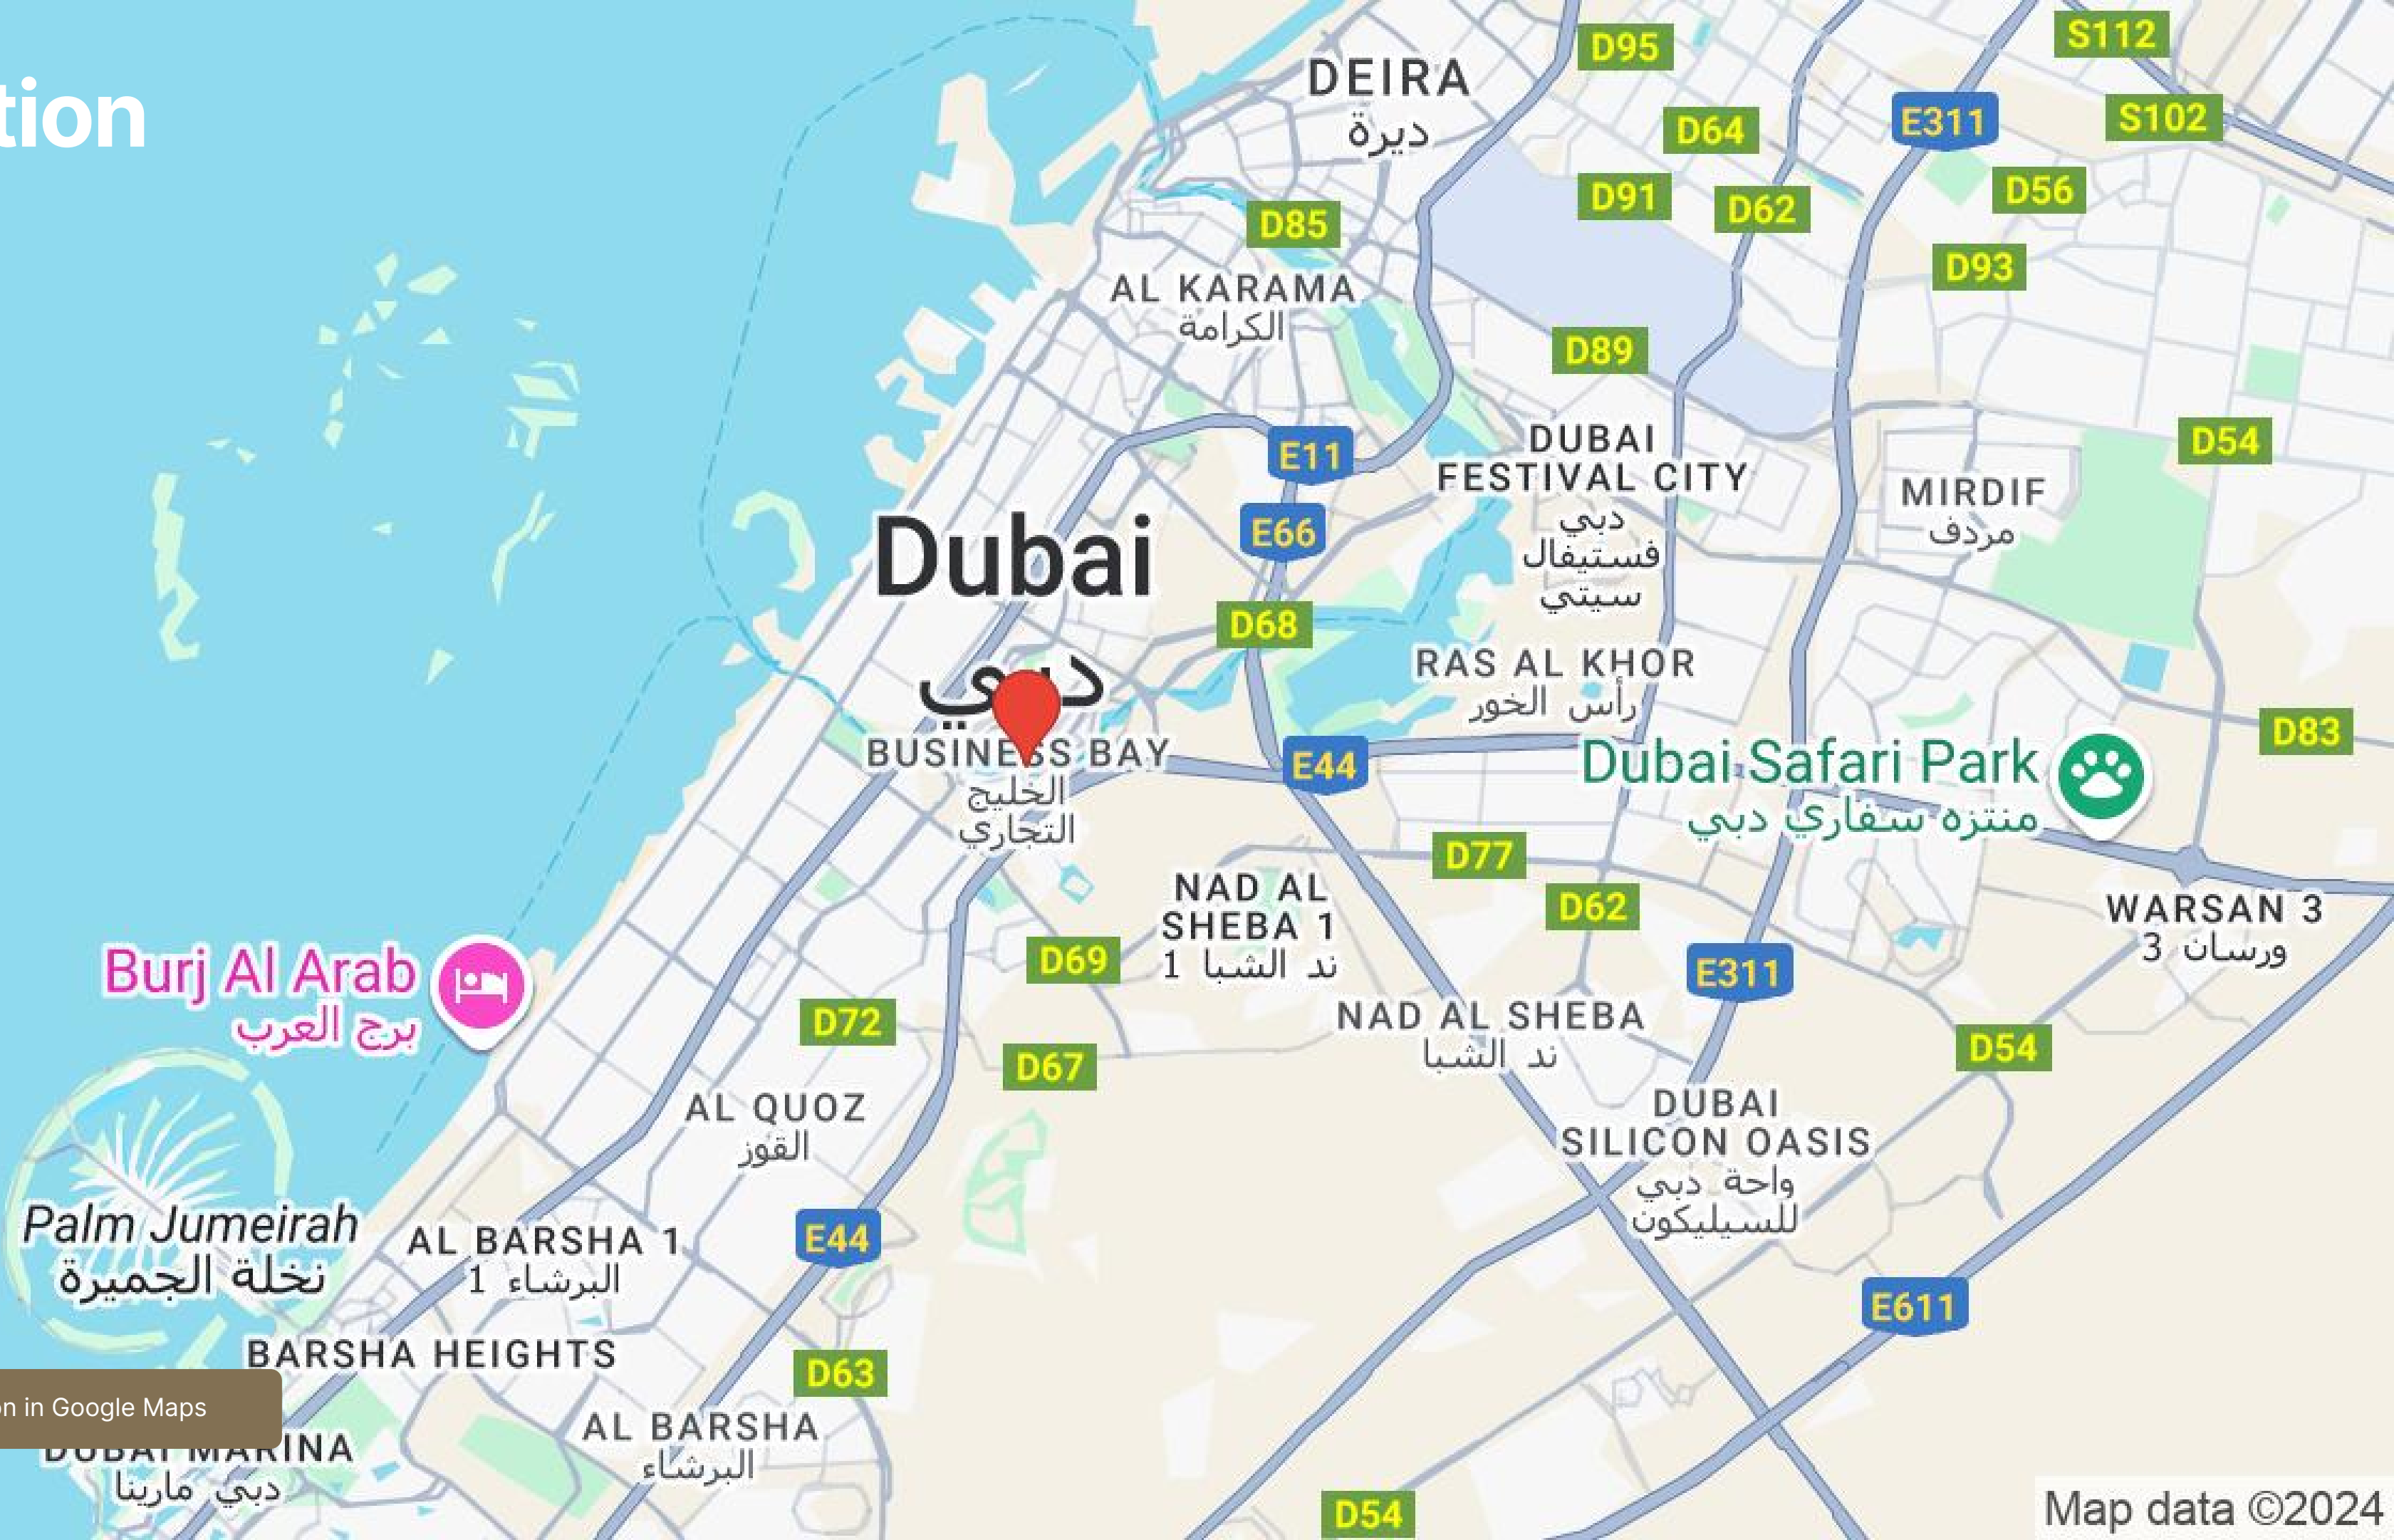 tion
DEIRA
ديرة
D95
S112
D64
E311
S102
D91
D62
D56
D85
D93
AL KARAMA
الكرامة
D89
E11
DUBAI
FESTIVAL CITY
دبي
فستيفال
سيتي
D54
MIRDIF
مردف
E66
Dubai
دبي
D68
RAS AL KHOR
رأس الخور
BUSINESS BAY
الخليج
التجاري
E44
Dubai Safari Park
منتزه سفاري دبي
D83
D77
NAD AL
SHEBA 1
ند الشبا 1
D62
WARSAN 3
ورسان 3
Burj Al Arab
برج العرب
D69
E311
D72
NAD AL SHEBA
ند الشبا
D54
D67
AL QUOZ
القوز
DUBAI
SILICON OASIS
واحة دبي
للسيليكون
Palm Jumeirah
نخلة الجميرة
AL BARSHA 1
البرشاء 1
E44
E611
BARSHA HEIGHTS
D63
n in Google Maps
AL BARSHA
البرشاء
DUBAI MARINA
دبي مارينا
D54
Map data ©2024